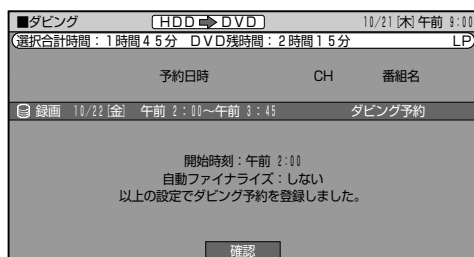 ■ダビング HDD➡DVD 10/21[木]午前 9:00
選択合計時間：1時間45分 DVD残時間：2時間15分 LP
予約日時 CH 番組名
録画 10/22[金] 午前 2:00～午前 3:45 ダビング予約
開始時刻：午前 2:00
自動ファイナライズ：しない
以上の設定でダビング予約を登録しました。
確認